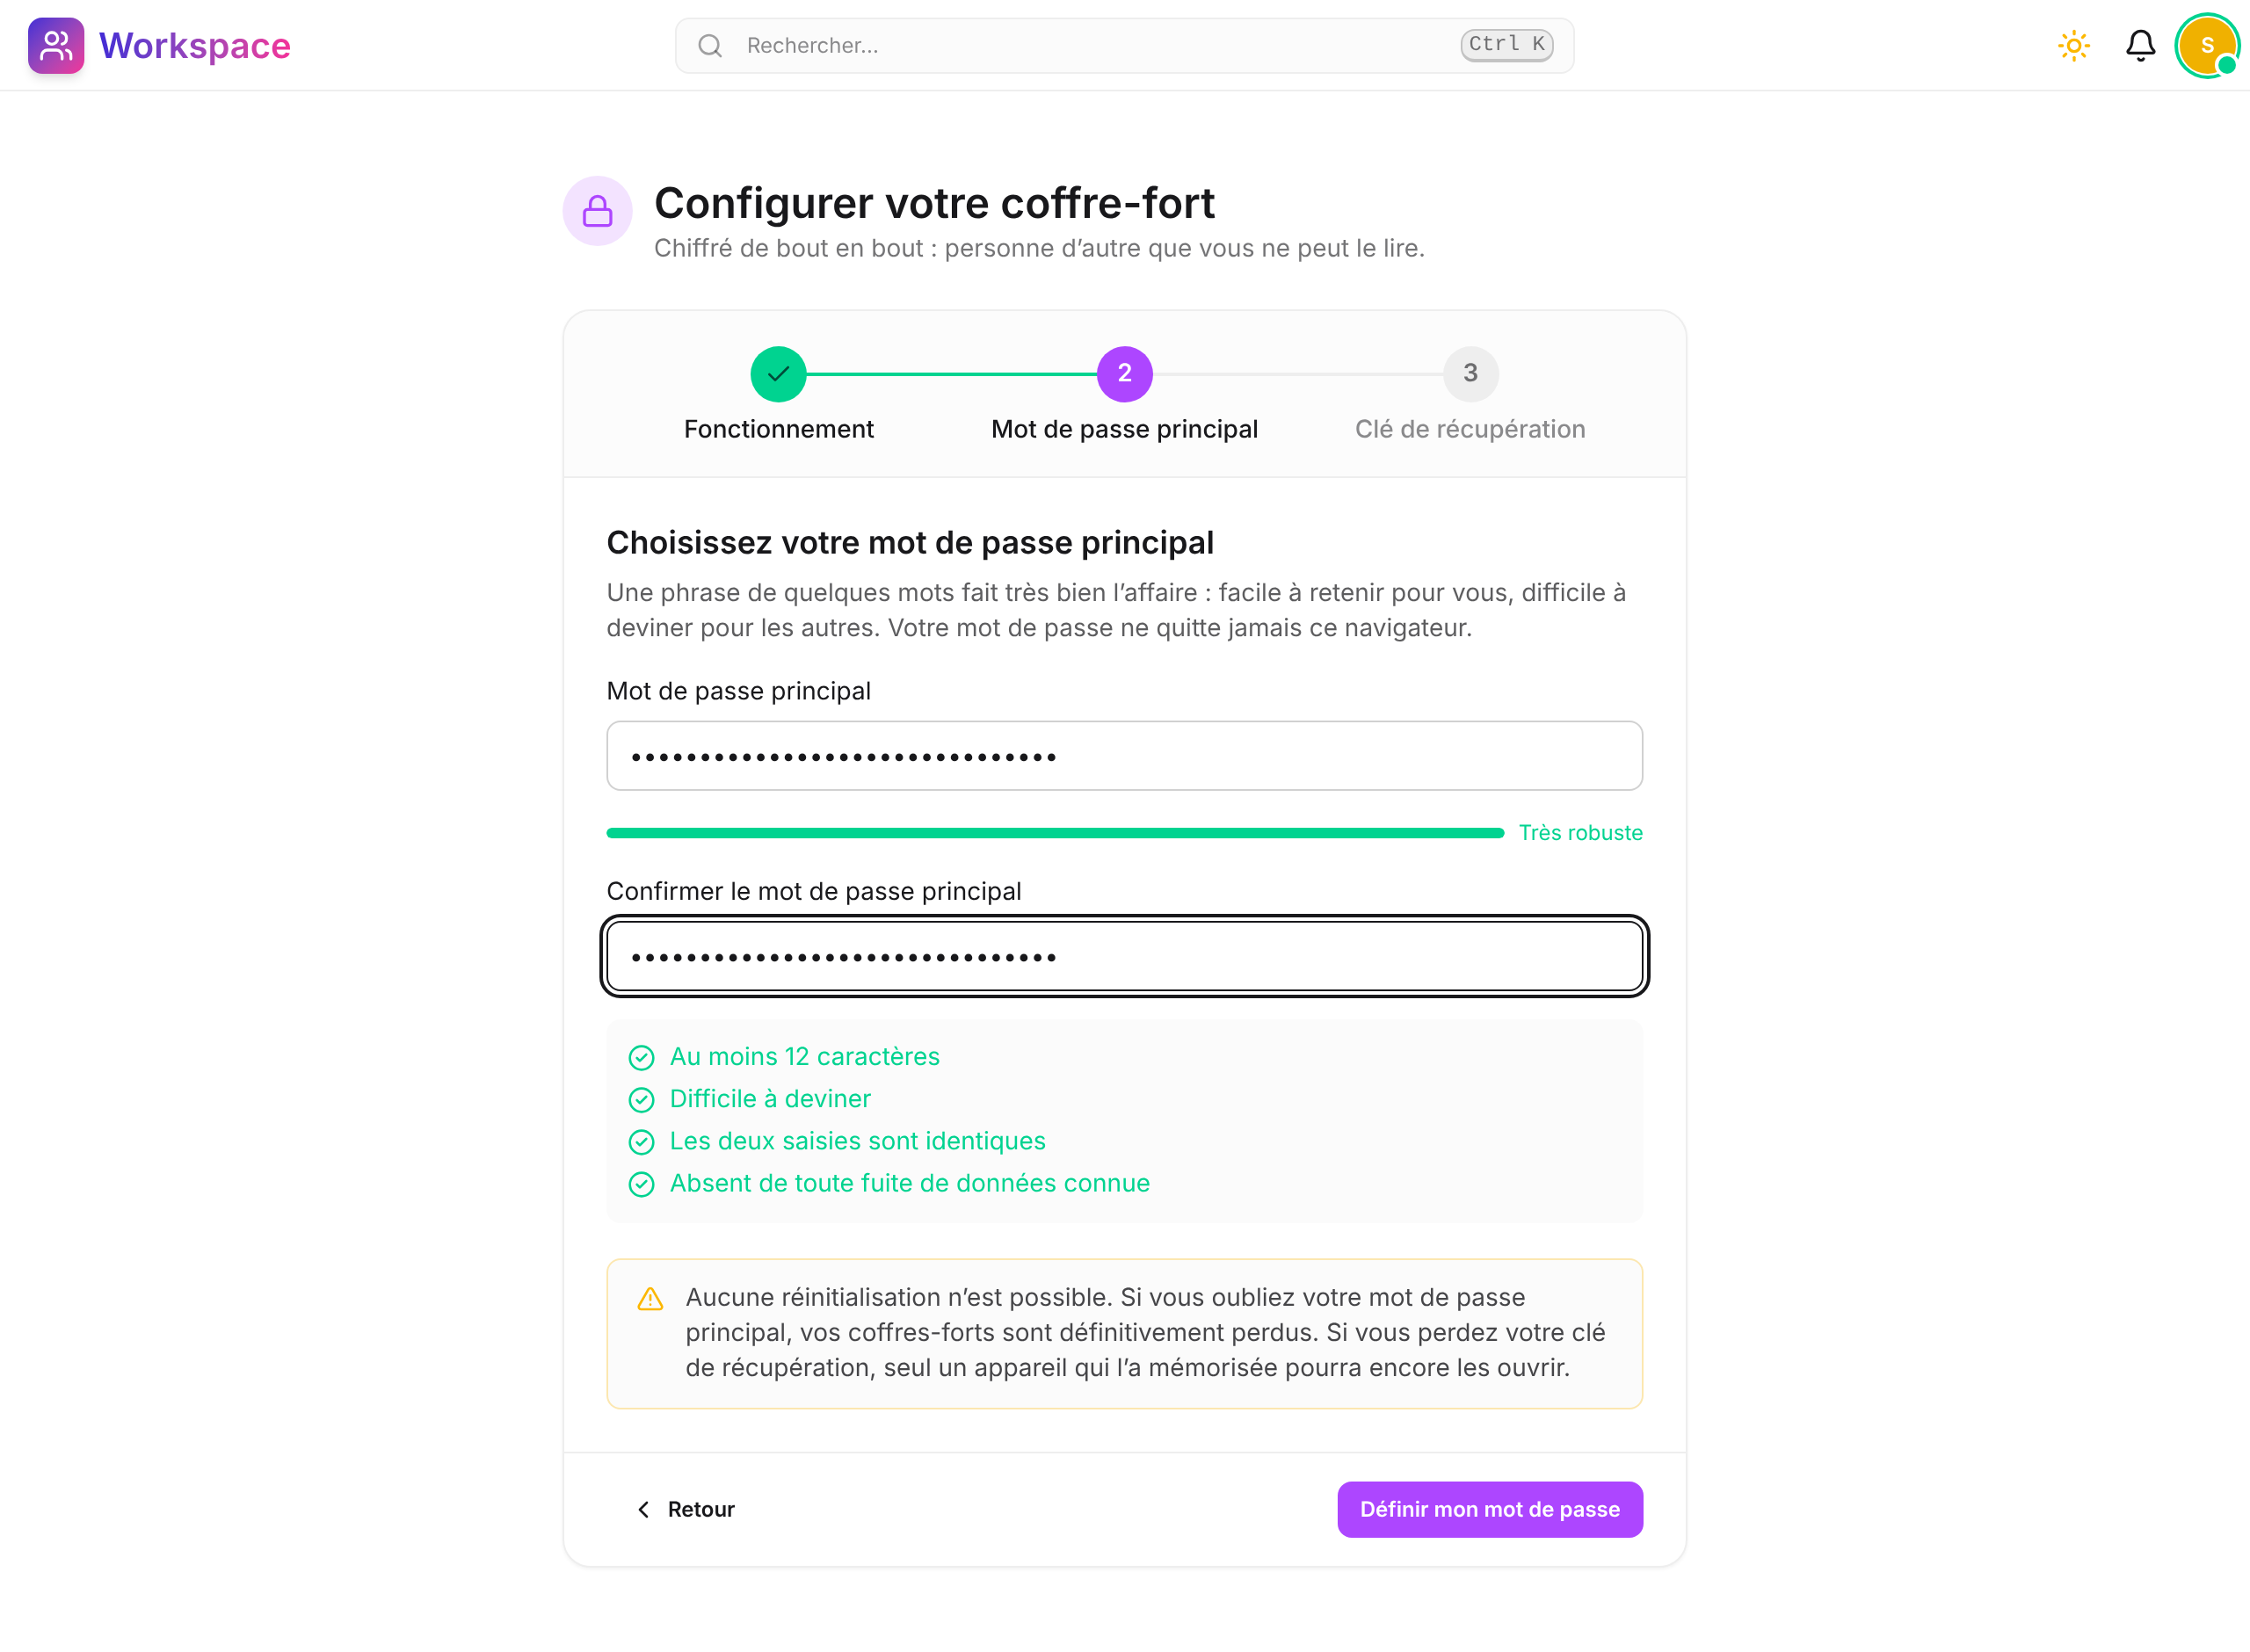 Workspace
Rechercher...
Ctrl K
S
Configurer votre coffre-fort
Chiffré de bout en bout : personne d’autre que vous ne peut le lire.
2
3
Fonctionnement
Mot de passe principal
Clé de récupération
Choisissez votre mot de passe principal
Une phrase de quelques mots fait très bien l’affaire : facile à retenir pour vous, difficile à
deviner pour les autres. Votre mot de passe ne quitte jamais ce navigateur.
Mot de passe principal
Très robuste
Confirmer le mot de passe principal
Au moins 12 caractères
Difficile à deviner
Les deux saisies sont identiques
Absent de toute fuite de données connue
Aucune réinitialisation n’est possible. Si vous oubliez votre mot de passe
principal, vos coffres-forts sont définitivement perdus. Si vous perdez votre clé
de récupération, seul un appareil qui l’a mémorisée pourra encore les ouvrir.
Retour
Définir mon mot de passe